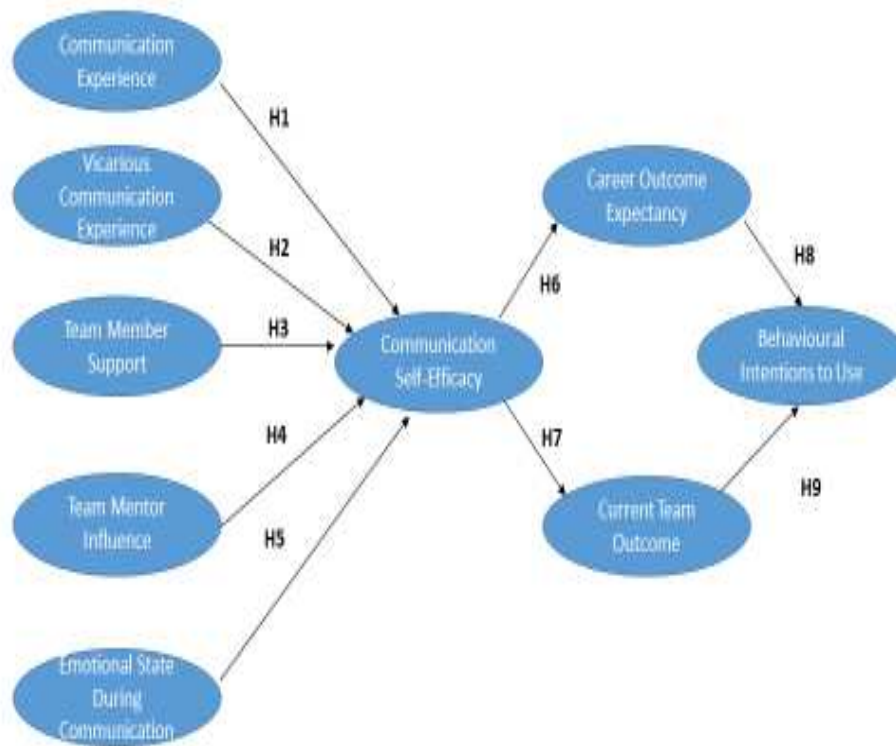 Communication
Experience
H1
Vicarious
Communication
Experience
H2
Team Member
Support
H3
Team Mentor
Influence
H4
Emotional State
During
Communication
H5
Communication
Self-Efficacy
H6
H7
Career Outcome
Expectancy
Current Team
Outcome
H8
H9
Behavioural
Intentions to Use